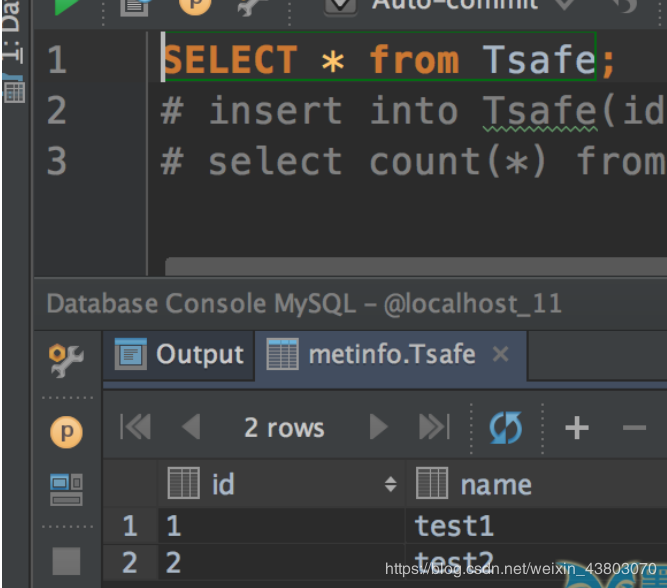 1: Data
Auto-commit
1 SELECT * from Tsafe;
2 # insert into Tsafe(id
3 # select count(*) from
Database Console MySQL – @localhost_11
Output metinfo.Tsafe ×
2 rows
id name
1 1 test1
2 2 test2
https://blog.csdn.net/weixin_43803070